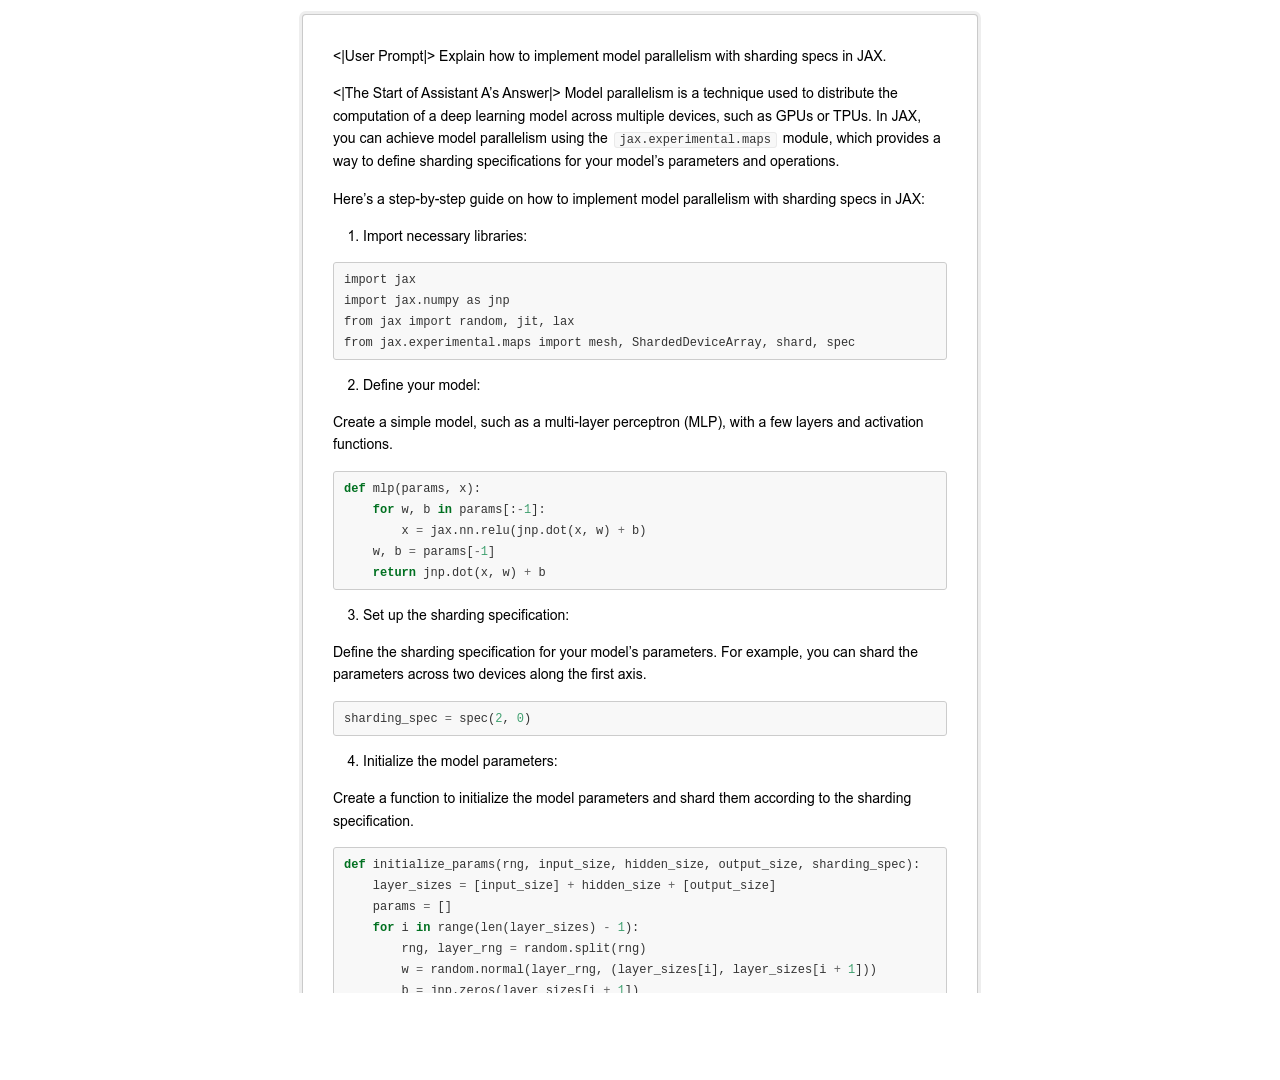 <|User Prompt|> Explain how to implement model parallelism with sharding specs in JAX.
<|The Start of Assistant A’s Answer|> Model parallelism is a technique used to distribute the
computation of a deep learning model across multiple devices, such as GPUs or TPUs. In JAX,
you can achieve model parallelism using the jax.experimental.maps module, which provides a
way to define sharding specifications for your model’s parameters and operations.
Here’s a step-by-step guide on how to implement model parallelism with sharding specs in JAX:
1. Import necessary libraries:
import jax
import jax.numpy as jnp
from jax import random, jit, lax
from jax.experimental.maps import mesh, ShardedDeviceArray, shard, spec
2. Define your model:
Create a simple model, such as a multi-layer perceptron (MLP), with a few layers and activation
functions.
def mlp(params, x):
    for w, b in params[:-1]:
        x = jax.nn.relu(jnp.dot(x, w) + b)
    w, b = params[-1]
    return jnp.dot(x, w) + b
3. Set up the sharding specification:
Define the sharding specification for your model’s parameters. For example, you can shard the
parameters across two devices along the first axis.
sharding_spec = spec(2, 0)
4. Initialize the model parameters:
Create a function to initialize the model parameters and shard them according to the sharding
specification.
def initialize_params(rng, input_size, hidden_size, output_size, sharding_spec):
    layer_sizes = [input_size] + hidden_size + [output_size]
    params = []
    for i in range(len(layer_sizes) - 1):
        rng, layer_rng = random.split(rng)
        w = random.normal(layer_rng, (layer_sizes[i], layer_sizes[i + 1]))
        b = jnp.zeros(layer_sizes[i + 1])